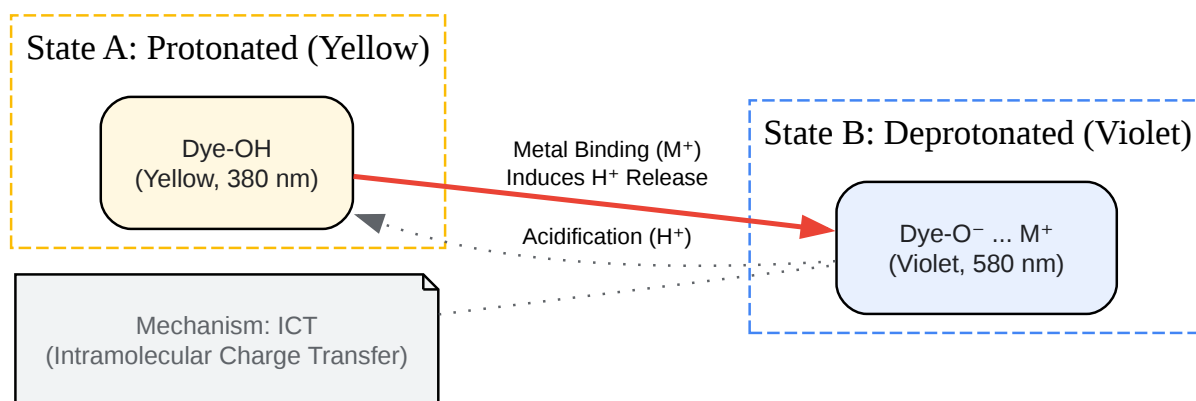 State A: Protonated (Yellow)
Dye-OH
(Yellow, 380 nm)
Metal Binding (M⁺)
Induces H⁺ Release
Acidification (H⁺)
State B: Deprotonated (Violet)
Dye-O⁻ ... M⁺
(Violet, 580 nm)
Mechanism: ICT
(Intramolecular Charge Transfer)